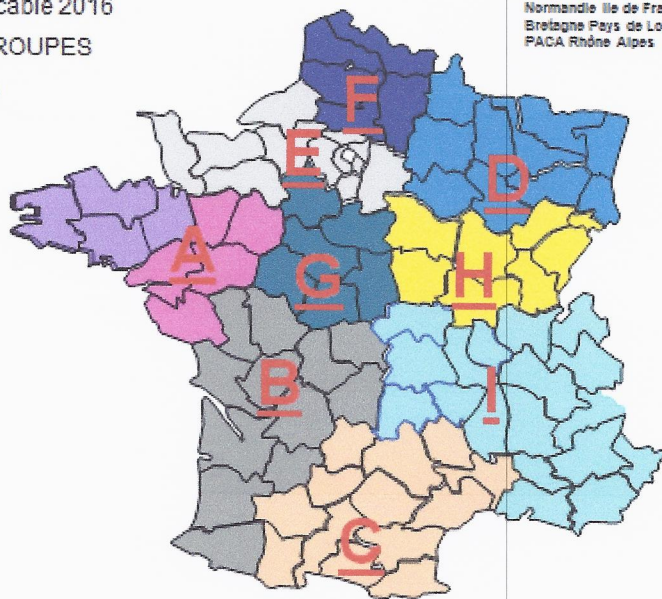 cable 2016
ROUPES
Normandie Ile de Fra
Bretagne Pays de Lo
PACA Rhône Alpes
F
E
D
A
G
H
B
I
C